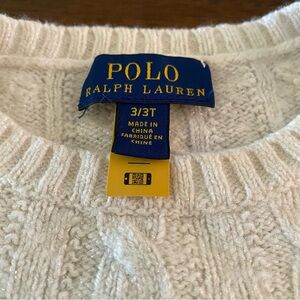 POLO
RALPH LAUREN
3/3T
MADE IN
CHINA
FABRIQUÉ EN
CHINE